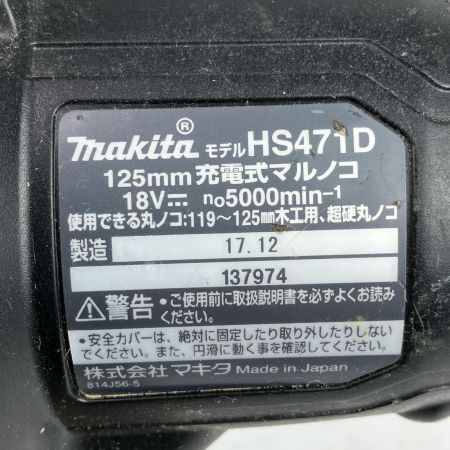 makita® モデル HS471D
125mm 充電式マルノコ
18V⎓ n₀5000min⁻¹
使用できる丸ノコ:119～125mm木工用、超硬丸ノコ
製造 17.12
137974
⚠警告 •ご使用前に取扱説明書を必ずよくお読みください。
•安全カバーは、絶対に固定したり取り外したりしないでください。また、円滑に動く事を確認してください。
株式会社 マキタ Made in Japan
814J56-5